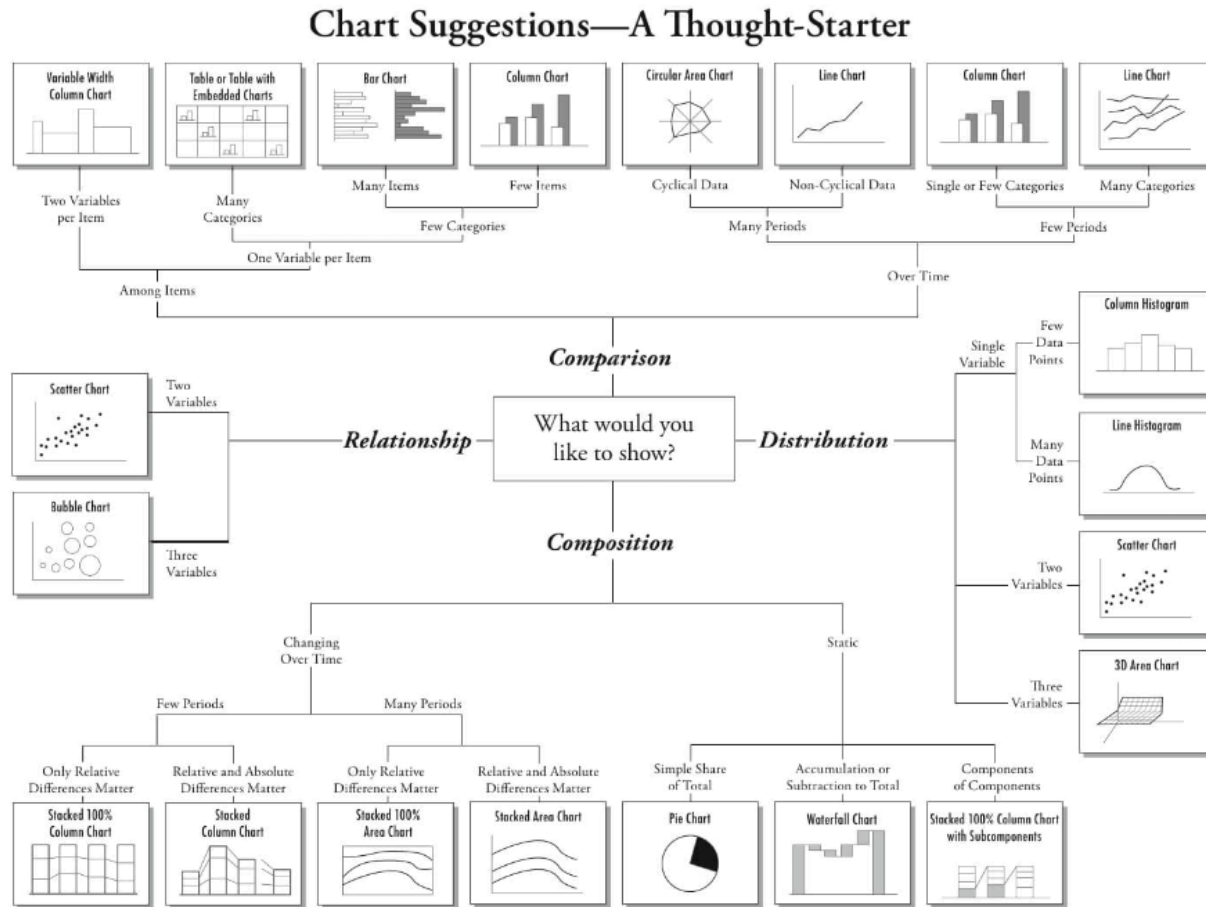 Chart Suggestions—A Thought-Starter
Variable Width
Column Chart
Table or Table with
Embedded Charts
Bar Chart
Column Chart
Circular Area Chart
Line Chart
Column Chart
Line Chart
Two Variables
per Item
Many
Categories
Many Items
Few Items
Cyclical Data
Non-Cyclical Data
Single or Few Categories
Many Categories
Few Categories
Many Periods
Few Periods
One Variable per Item
Over Time
Among Items
Comparison
What would you
like to show?
Relationship
Two
Variables
Scatter Chart
Bubble Chart
Three
Variables
Distribution
Single
Variable
Few
Data
Points
Column Histogram
Many
Data
Points
Line Histogram
Two
Variables
Scatter Chart
Three
Variables
3D Area Chart
Composition
Changing
Over Time
Static
Few Periods
Many Periods
Only Relative
Differences Matter
Relative and Absolute
Differences Matter
Only Relative
Differences Matter
Relative and Absolute
Differences Matter
Simple Share
of Total
Accumulation or
Subtraction to Total
Components
of Components
Stacked 100%
Column Chart
Stacked
Column Chart
Stacked 100%
Area Chart
Stacked Area Chart
Pie Chart
Waterfall Chart
Stacked 100% Column Chart
with Subcomponents